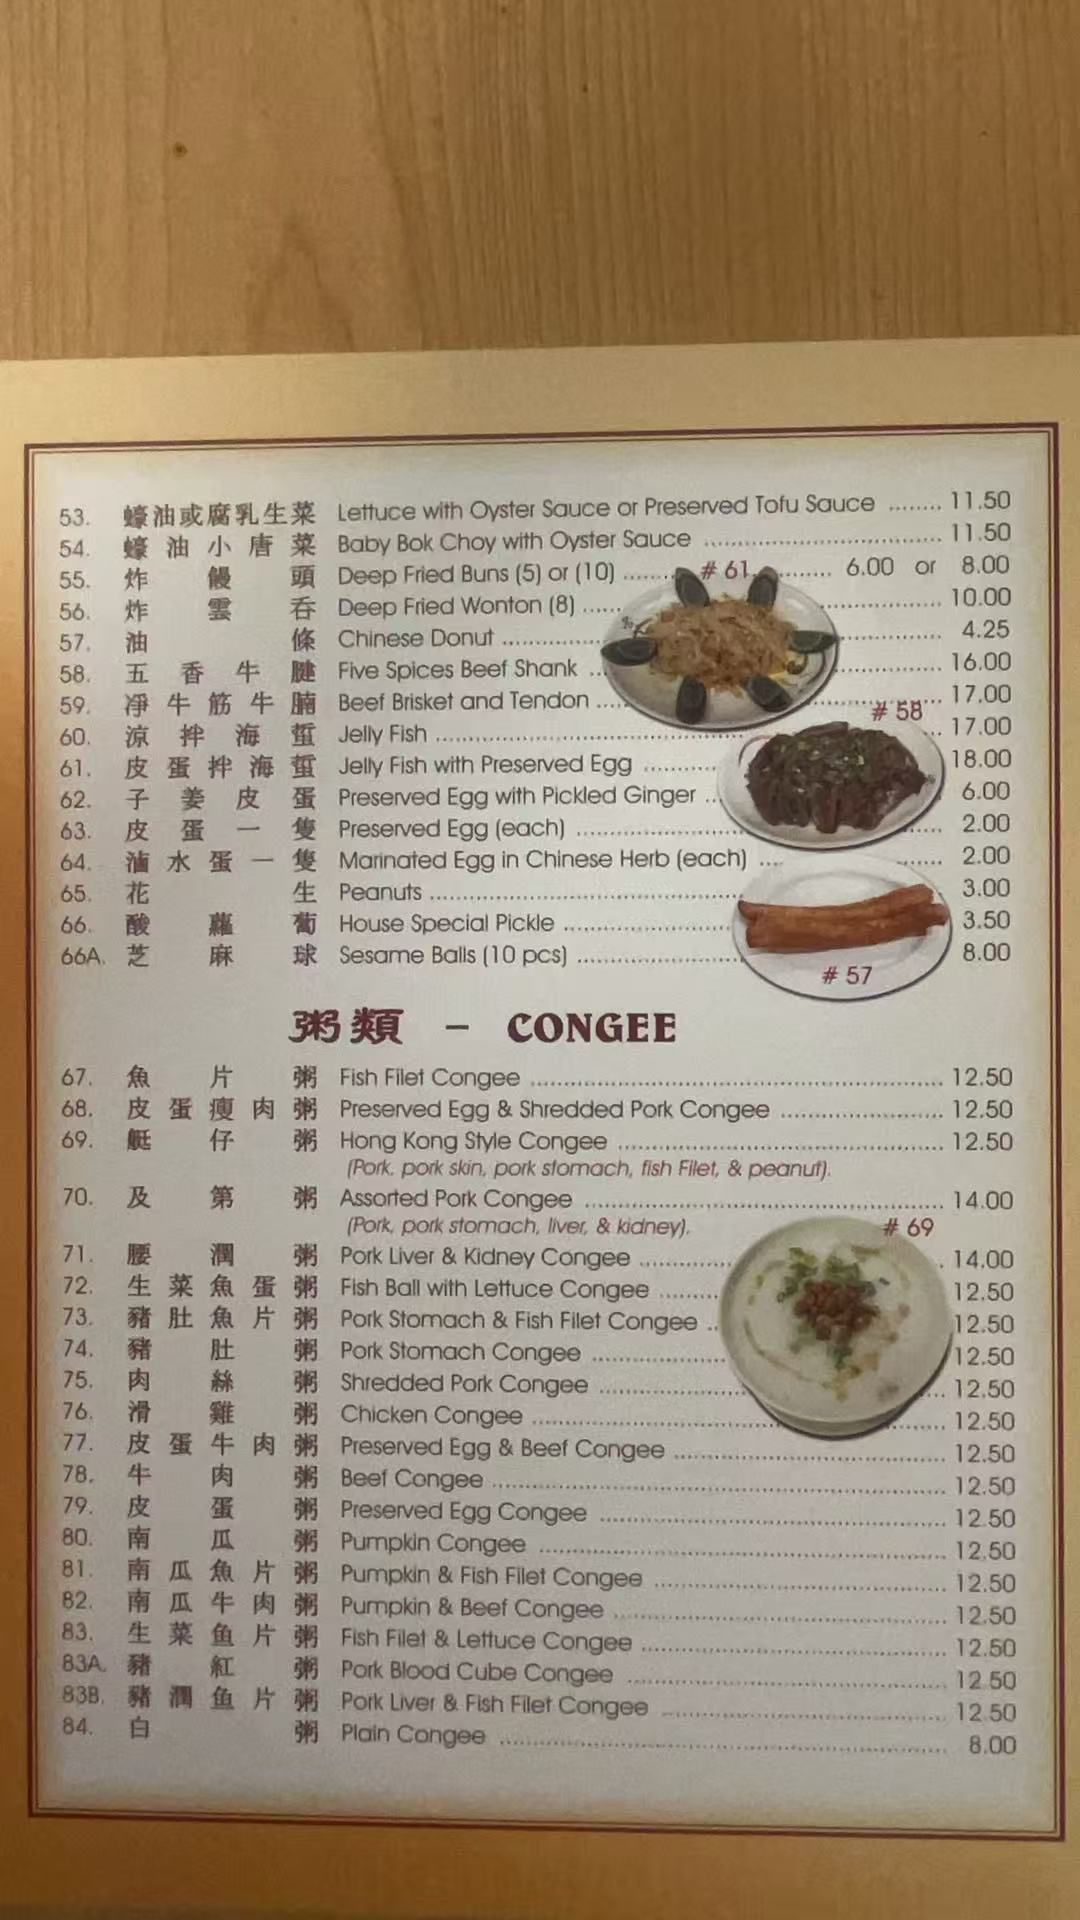 53. 蠔油或腐乳生菜 Lettuce with Oyster Sauce or Preserved Tofu Sauce ........ 11.50
54. 蠔油小唐菜 Baby Bok Choy with Oyster Sauce ........ 11.50
55. 炸饅頭 Deep Fried Buns (5) or (10) ........ 6.00 or 8.00
# 61
56. 炸雲吞 Deep Fried Wonton (8) ........ 10.00
57. 油條 Chinese Donut ........ 4.25
58. 五香牛腱 Five Spices Beef Shank ........ 16.00
59. 淨牛筋牛腩 Beef Brisket and Tendon ........ 17.00
# 58
60. 涼拌海蜇 Jelly Fish ........ 17.00
61. 皮蛋拌海蜇 Jelly Fish with Preserved Egg ........ 18.00
62. 子姜皮蛋 Preserved Egg with Pickled Ginger ........ 6.00
63. 皮蛋一隻 Preserved Egg (each) ........ 2.00
64. 滷水蛋一隻 Marinated Egg in Chinese Herb (each) ........ 2.00
65. 花生 Peanuts ........ 3.00
66. 酸蘿蔔 House Special Pickle ........ 3.50
66A. 芝麻球 Sesame Balls (10 pcs) ........ 8.00
# 57
粥類 – CONGEE
67. 魚片粥 Fish Filet Congee ........ 12.50
68. 皮蛋瘦肉粥 Preserved Egg & Shredded Pork Congee ........ 12.50
69. 艇仔粥 Hong Kong Style Congee ........ 12.50
(Pork, pork skin, pork stomach, fish Filet, & peanut).
70. 及第粥 Assorted Pork Congee ........ 14.00
(Pork, pork stomach, liver, & kidney).
# 69
71. 腰潤粥 Pork Liver & Kidney Congee ........ 14.00
72. 生菜魚蛋粥 Fish Ball with Lettuce Congee ........ 12.50
73. 豬肚魚片粥 Pork Stomach & Fish Filet Congee ........ 12.50
74. 豬肚粥 Pork Stomach Congee ........ 12.50
75. 肉絲粥 Shredded Pork Congee ........ 12.50
76. 滑雞粥 Chicken Congee ........ 12.50
77. 皮蛋牛肉粥 Preserved Egg & Beef Congee ........ 12.50
78. 牛肉粥 Beef Congee ........ 12.50
79. 皮蛋粥 Preserved Egg Congee ........ 12.50
80. 南瓜粥 Pumpkin Congee ........ 12.50
81. 南瓜魚片粥 Pumpkin & Fish Filet Congee ........ 12.50
82. 南瓜牛肉粥 Pumpkin & Beef Congee ........ 12.50
83. 生菜鱼片粥 Fish Filet & Lettuce Congee ........ 12.50
83A. 豬紅粥 Pork Blood Cube Congee ........ 12.50
83B. 豬潤鱼片粥 Pork Liver & Fish Filet Congee ........ 12.50
84. 白粥 Plain Congee ........ 8.00